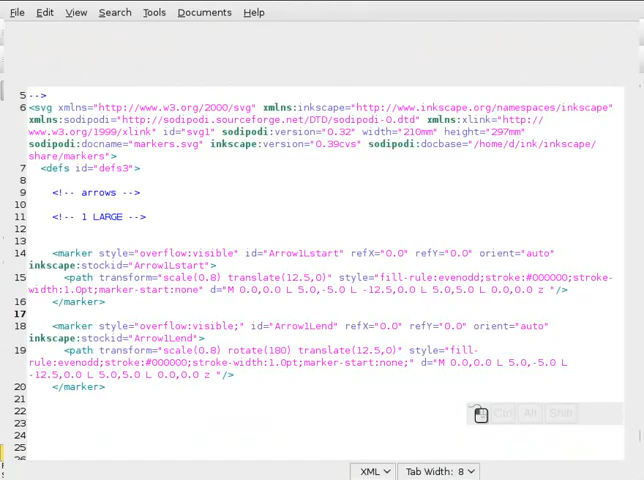 File Edit View Search Tools Documents Help
5 -->
6 <svg xmlns="http://www.w3.org/2000/svg" xmlns:inkscape="http://www.inkscape.org/namespaces/inkscape"
xmlns:sodipodi="http://sodipodi.sourceforge.net/DTD/sodipodi-0.dtd" xmlns:xlink="http://
www.w3.org/1999/xlink" id="svg1" sodipodi:version="0.32" width="210mm" height="297mm"
sodipodi:docname="markers.svg" inkscape:version="0.39cvs" sodipodi:docbase="/home/d/ink/inkscape/
share/markers">
7 <defs id="defs3">
8
9 <!-- arrows -->
10
11 <!-- 1 LARGE -->
12
13
14 <marker style="overflow:visible" id="Arrow1Lstart" refX="0.0" refY="0.0" orient="auto"
inkscape:stockid="Arrow1Lstart">
15 <path transform="scale(0.8) translate(12.5,0)" style="fill-rule:evenodd;stroke:#000000;stroke-
width:1.0pt;marker-start:none" d="M 0.0,0.0 L 5.0,-5.0 L -12.5,0.0 L 5.0,5.0 L 0.0,0.0 z "/>
16 </marker>
17
18 <marker style="overflow:visible;" id="Arrow1Lend" refX="0.0" refY="0.0" orient="auto"
inkscape:stockid="Arrow1Lend">
19 <path transform="scale(0.8) rotate(180) translate(12.5,0)" style="fill-
rule:evenodd;stroke:#000000;stroke-width:1.0pt;marker-start:none;" d="M 0.0,0.0 L 5.0,-5.0 L
-12.5,0.0 L 5.0,5.0 L 0.0,0.0 z "/>
20 </marker>
21
22
23
24
25
26
Ctrl Alt Shift
XML Tab Width: 8